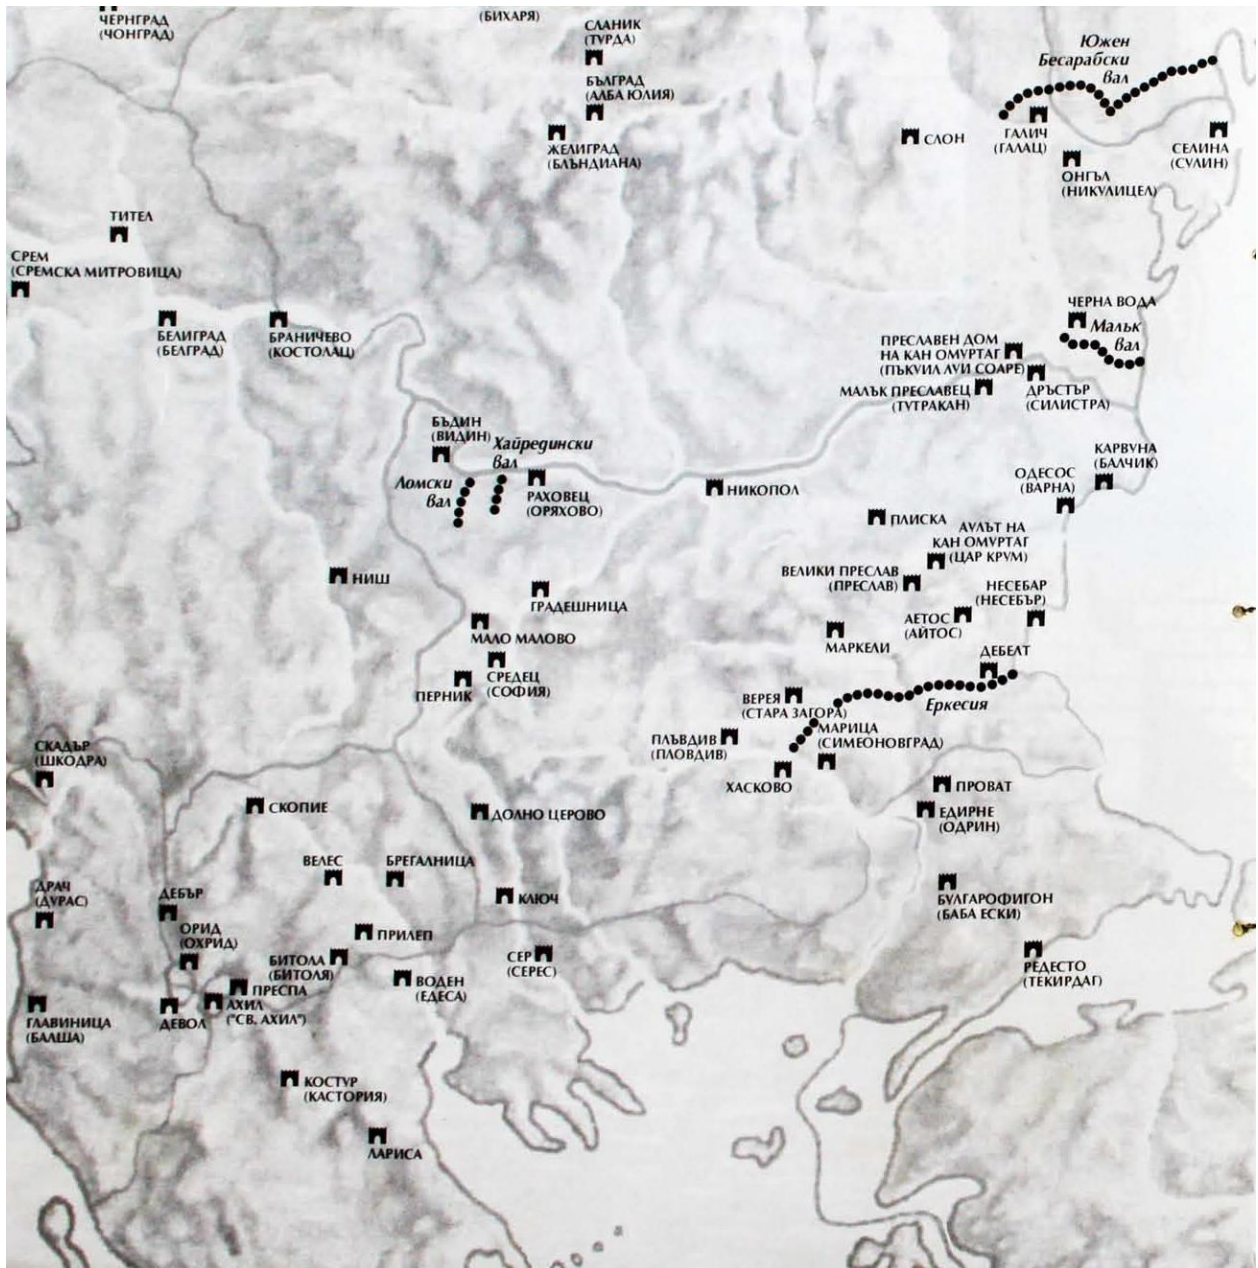 ЧЕРНГРАД
(ЧОНГРАД)
(БИХАРЯ)
СЛАНИК
(ТУРДА)
БЪЛГРАД
(АЛБА ЮЛИЯ)
ЖЕЛИГРАД
(БЛЪНДИАНА)
СЛОН
Южен
Бесарабски
вал
ГАЛИЧ
(ГАЛАЦ)
СЕЛИНА
(СУЛИН)
ОНГЪЛ
(НИКУЛИЦЕЛ)
ТИТЕЛ
СРЕМ
(СРЕМСКА МИТРОВИЦА)
БЕЛИГРАД
(БЕЛГРАД)
БРАНИЧЕВО
(КОСТОЛАЦ)
ЧЕРНА ВОДА
Малък
вал
ПРЕСЛАВЕН ДОМ
НА КАН ОМУРТАГ
(ПЪКУИЛ ЛУИ СОАРЕ)
МАЛЪК ПРЕСЛАВЕЦ
(ТУТРАКАН)
ДРЪСТЪР
(СИЛИСТРА)
БЪДИН
(ВИДИН)
Хайредински
вал
Ломски
вал
РАХОВЕЦ
(ОРЯХОВО)
НИКОПОЛ
КАРВУНА
(БАЛЧИК)
ОДЕСОС
(ВАРНА)
ПЛИСКА
АУЛЪТ НА
КАН ОМУРТАГ
(ЦАР КРУМ)
ВЕЛИКИ ПРЕСЛАВ
(ПРЕСЛАВ)
НЕСЕБАР
(НЕСЕБЪР)
АЕТОС
(АЙТОС)
МАРКЕЛИ
ДЕБЕЛТ
НИШ
ГРАДЕШНИЦА
МАЛО МАЛОВО
СРЕДЕЦ
(СОФИЯ)
ПЕРНИК
ВЕРЕЯ
(СТАРА ЗАГОРА)
Еркесия
ПЛЪВДИВ
(ПЛОВДИВ)
МАРИЦА
(СИМЕОНОВГРАД)
ХАСКОВО
СКАДЪР
(ШКОДРА)
СКОПИЕ
ДОЛНО ЦЕРОВО
ПРОВАТ
ЕДИРНЕ
(ОДРИН)
ВЕЛЕС
БРЕГАЛНИЦА
КЛЮЧ
БУЛГАРОФИГОН
(БАБА ЕСКИ)
ДРАЧ
(ДУРАС)
ДЕБЪР
ОРИД
(ОХРИД)
ПРИЛЕП
БИТОЛА
(БИТОЛЯ)
СЕР
(СЕРЕС)
РЕДЕСТО
(ТЕКИРДАГ)
ВОДЕН
(ЕДЕСА)
ПРЕСПА
АХИЛ
("СВ. АХИЛ")
ДЕВОЛ
ГЛАВИНИЦА
(БАЛША)
КОСТУР
(КАСТОРИЯ)
ЛАРИСА